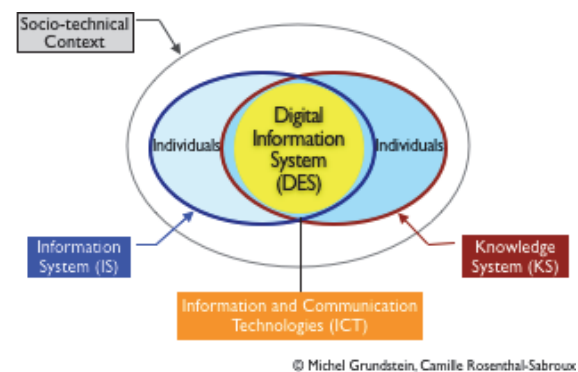 Socio-technical
Context
Digital
Information
System
(DES)
Individuals
Individuals
Information
System (IS)
Knowledge
System (KS)
Information and Communication
Technologies (ICT)
© Michel Grundstein, Camille Rosenthal-Sabroux